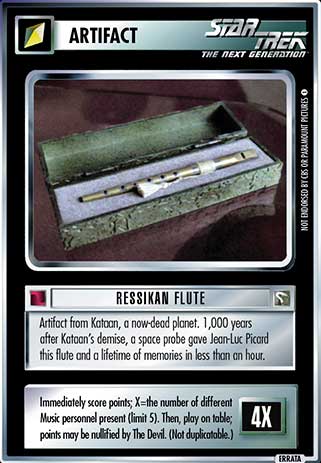 ARTIFACT
STAR TREK
THE NEXT GENERATION
NOT ENDORSED BY CBS OR PARAMOUNT PICTURES
RESSIKAN FLUTE
Artifact from Kataan, a now-dead planet. 1,000 years
after Kataan's demise, a space probe gave Jean-Luc Picard
this flute and a lifetime of memories in less than an hour.
Immediately score points; X=the number of different
Music personnel present (limit 5). Then, play on table;
points may be nullified by The Devil. (Not duplicatable.)
4X
ERRATA